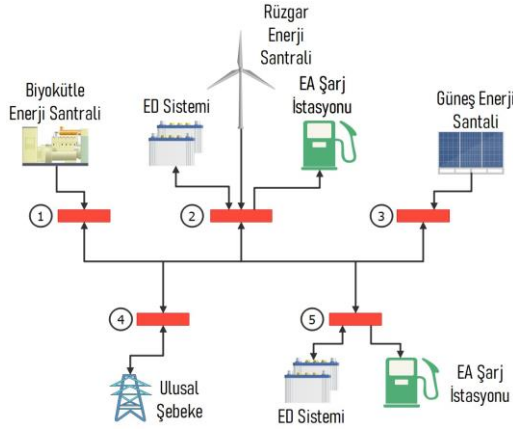 Rüzgar
Enerji
Santrali
Biyokütle
Enerji Santrali
ED Sistemi
EA Şarj
İstasyonu
Güneş Enerji
Santali
1
2
3
4
5
Ulusal
Şebeke
ED Sistemi
EA Şarj
İstasyonu